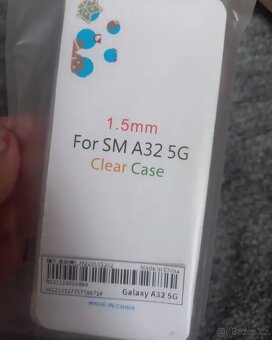 1.5mm
For SM A32 5G
Clear Case
Made in China
Galaxy A32 5G
MADE IN CHINA